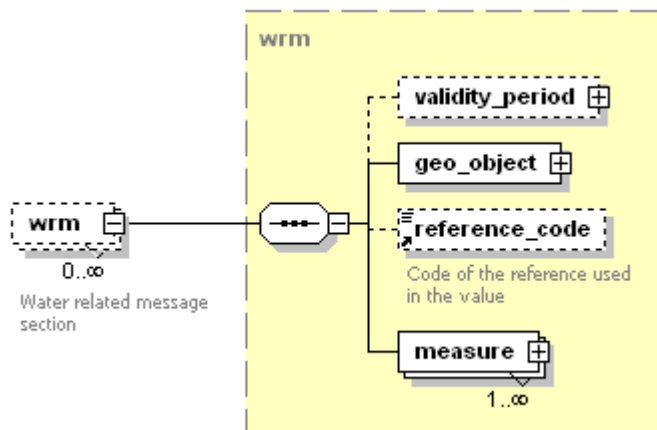 wrm
validity_period
geo_object
wrm
reference_code
0..∞
Code of the reference used
in the value
Water related message
section
measure
1..∞